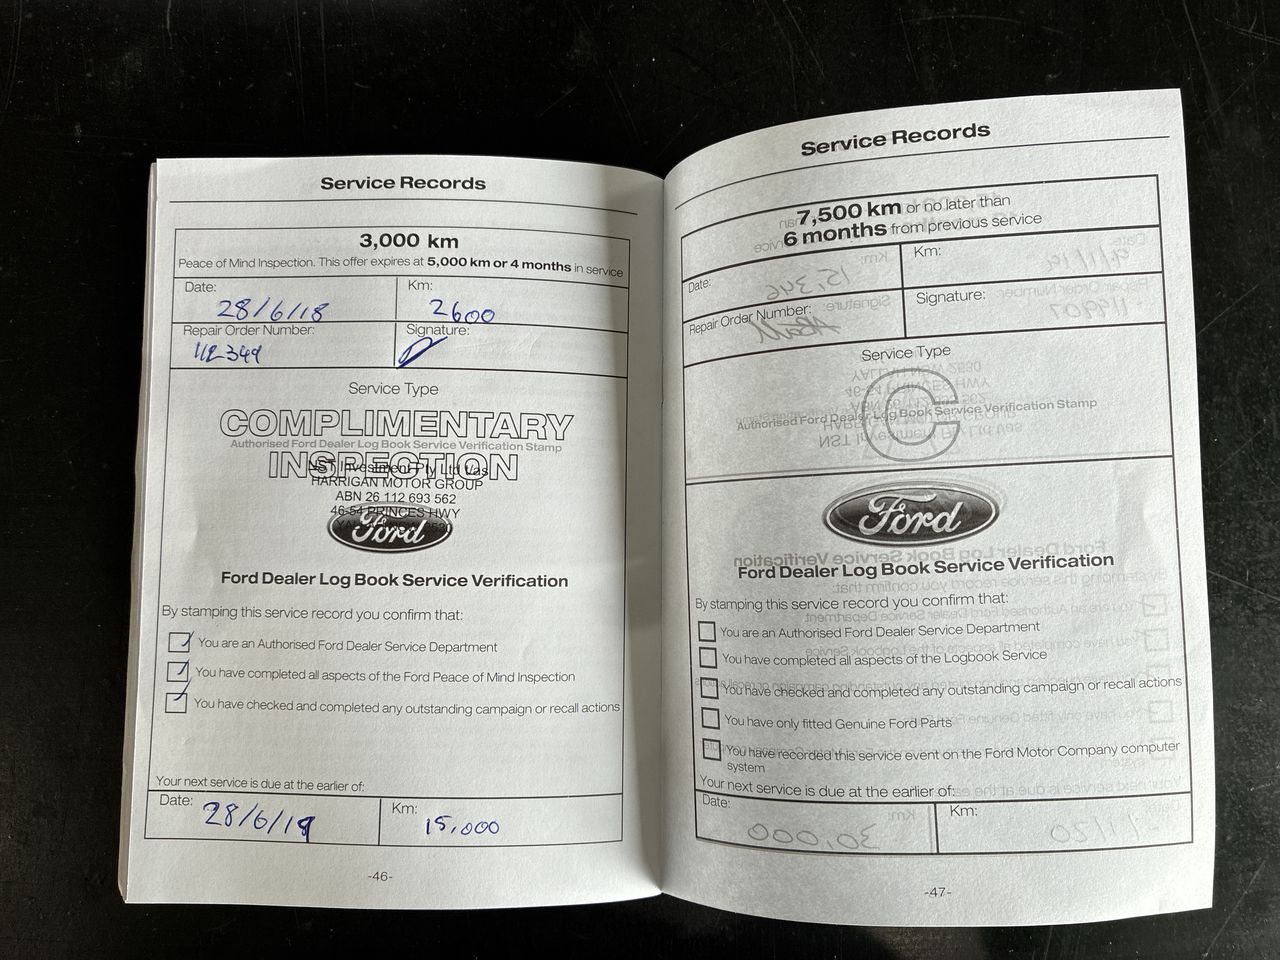 Service Records
3,000 km
Peace of Mind Inspection. This offer expires at 5,000 km or 4 months in service
Date:
28/6/18
Km:
2600
Repair Order Number:
112344
Signature:
Service Type
COMPLIMENTARY
Authorised Ford Dealer Log Book Service Verification Stamp
INSPECTION
NST Investment Pty Ltd t/as
HARRIGAN MOTOR GROUP
ABN 26 112 693 562
46-54 PRINCES HWY
YALLAH NSW 2530
Ford
Ford Dealer Log Book Service Verification
By stamping this service record you confirm that:
You are an Authorised Ford Dealer Service Department
You have completed all aspects of the Ford Peace of Mind Inspection
You have checked and completed any outstanding campaign or recall actions
Your next service is due at the earlier of:
Date:
28/6/19
Km:
15,000
-46-
Service Records
7,500 km or no later than
6 months from previous service
Date:
Km:
Repair Order Number:
Signature:
Service Type
C
Authorised Ford Dealer Log Book Service Verification Stamp
Ford
Ford Dealer Log Book Service Verification
By stamping this service record you confirm that:
You are an Authorised Ford Dealer Service Department
You have completed all aspects of the Logbook Service
You have checked and completed any outstanding campaign or recall actions
You have only fitted Genuine Ford Parts
You have recorded this service event on the Ford Motor Company computer
system
Your next service is due at the earlier of:
Date:
Km:
-47-